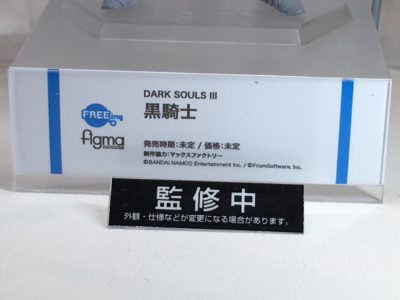 DARK SOULS III
FREEing
黒騎士
figma
発売時期:未定 / 価格:未定
制作協力:マックスファクトリー
©BANDAI NAMCO Entertainment Inc. / ©FromSoftware, Inc.
監修中
外観・仕様などが変更になる場合があります。